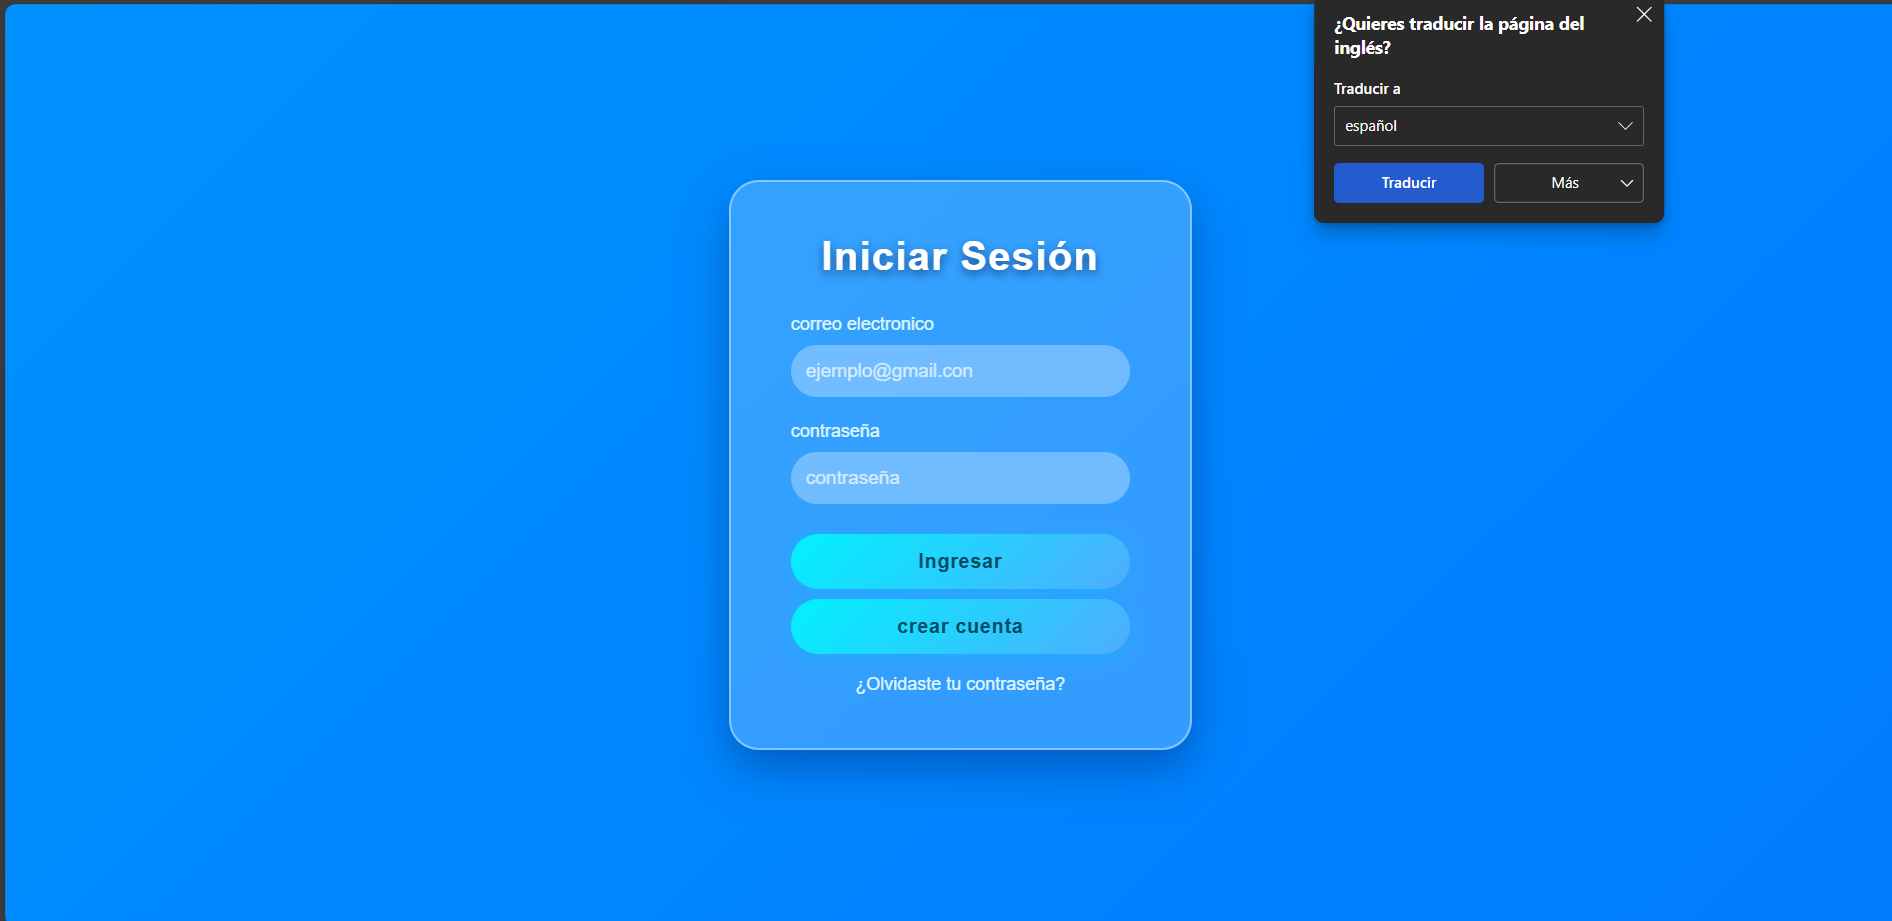 ¿Quieres traducir la página del
inglés?
Traducir a
español
Traducir
Más
Iniciar Sesión
correo electronico
ejemplo@gmail.con
contraseña
contraseña
Ingresar
crear cuenta
¿Olvidaste tu contraseña?